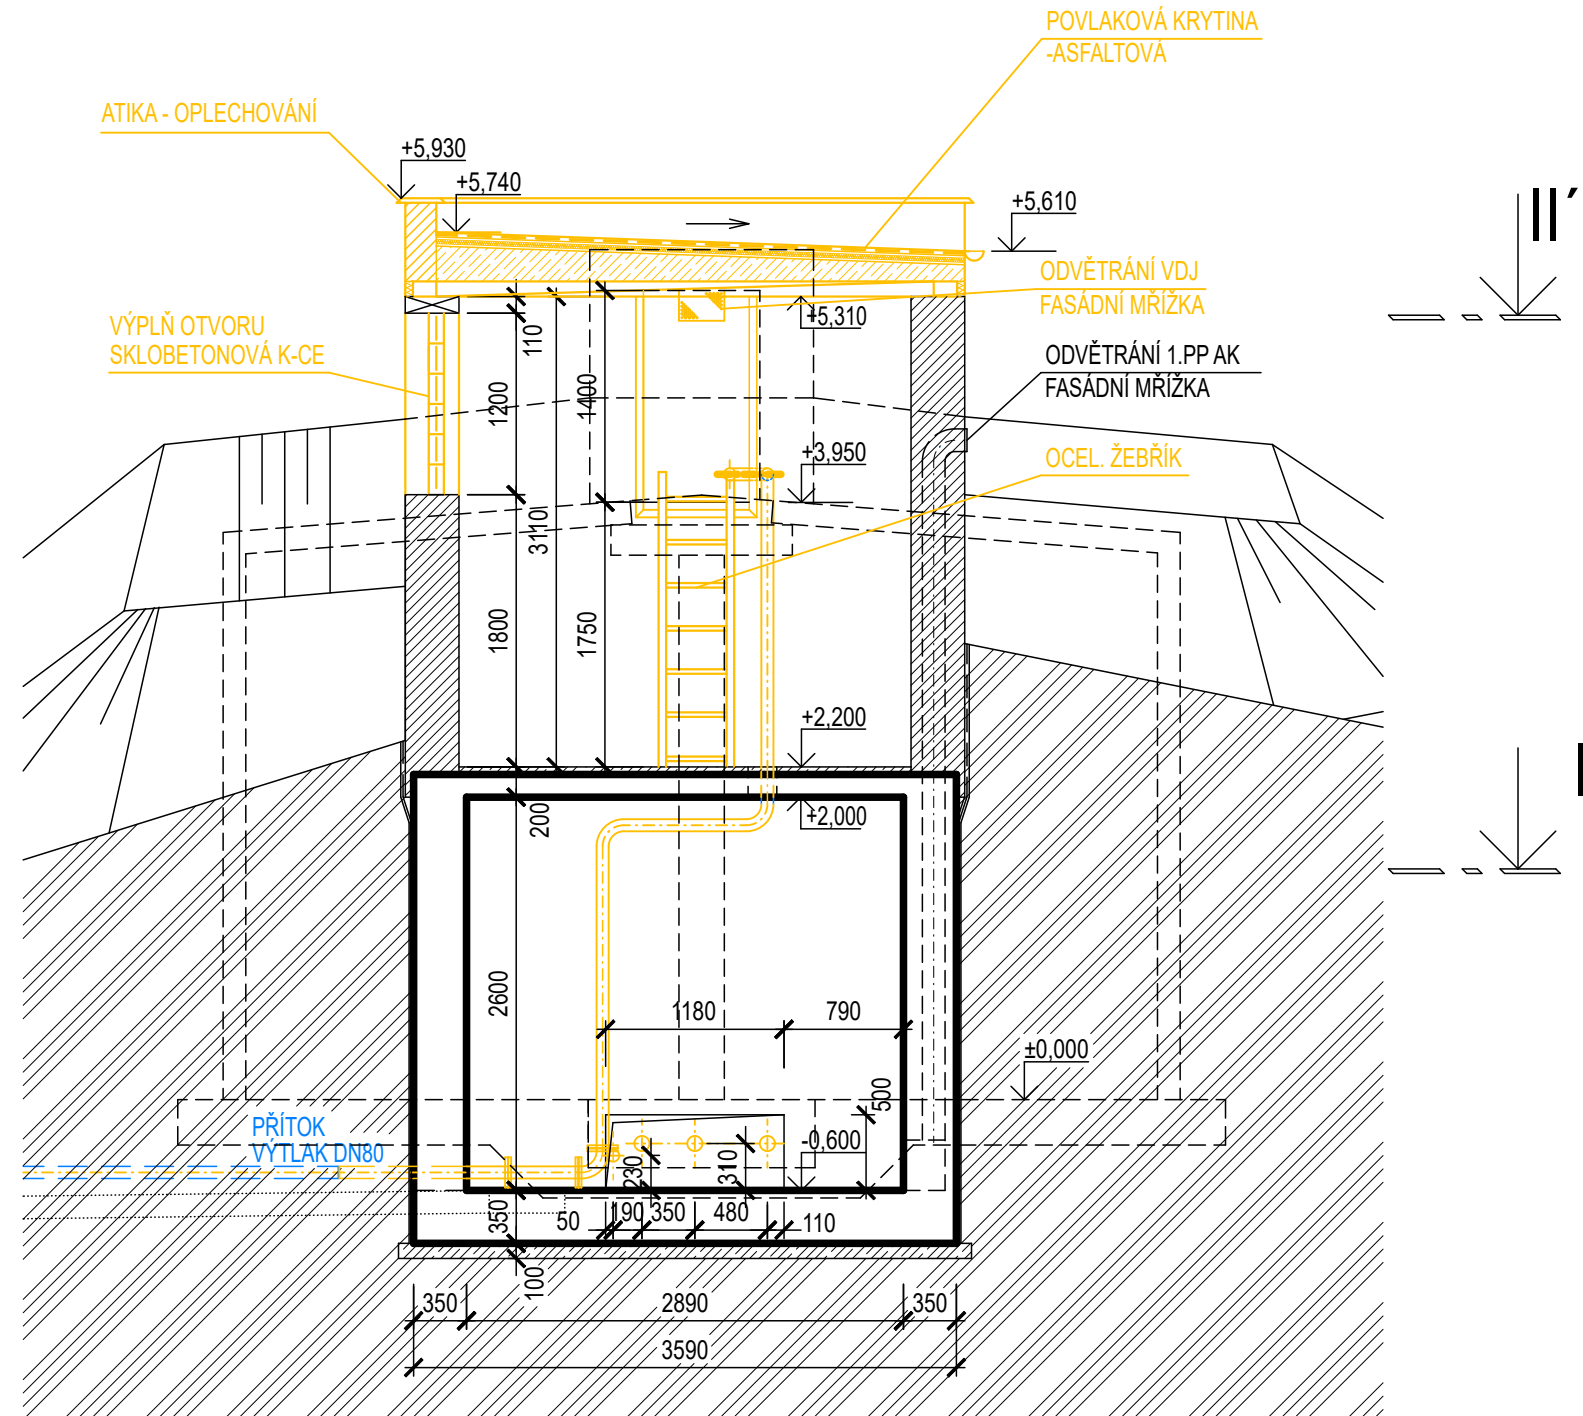 POVLAKOVÁ KRYTINA
-ASFALTOVÁ
ATIKA - OPLECHOVÁNÍ
+5,930
+5,740
+5,610
II´
ODVĚTRÁNÍ VDJ
FASÁDNÍ MŘÍŽKA
+5,310
VÝPLŇ OTVORU
SKLOBETONOVÁ K-CE
110
ODVĚTRÁNÍ 1.PP AK
FASÁDNÍ MŘÍŽKA
1200
1400
+3,950
OCEL. ŽEBŘÍK
3110
1800
1750
+2,200
I
200
+2,000
2600
1180
790
±0,000
500
PŘÍTOK
VÝTLAK DN80
-0,600
230
310
350
50
190
350
480
110
100
350
2890
350
3590